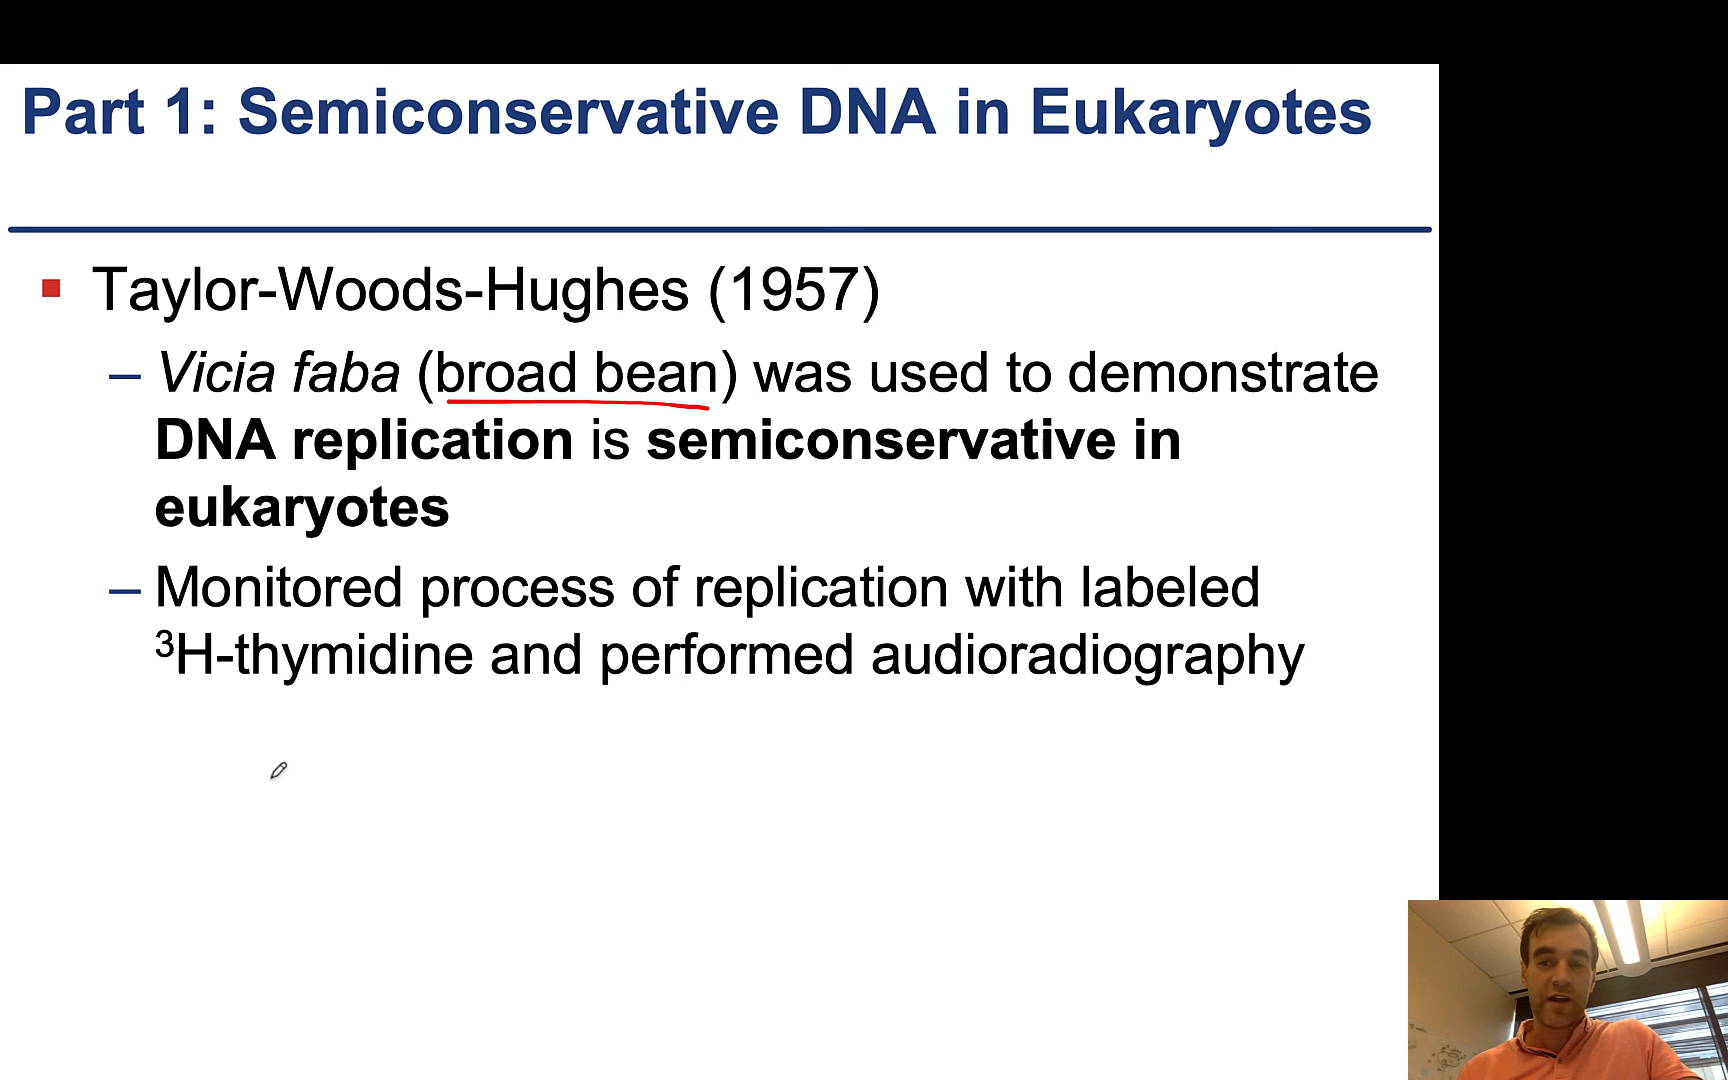 Part 1: Semiconservative DNA in Eukaryotes
▪ Taylor-Woods-Hughes (1957)
– Vicia faba (broad bean) was used to demonstrate
DNA replication is semiconservative in
eukaryotes
– Monitored process of replication with labeled
³H-thymidine and performed audioradiography